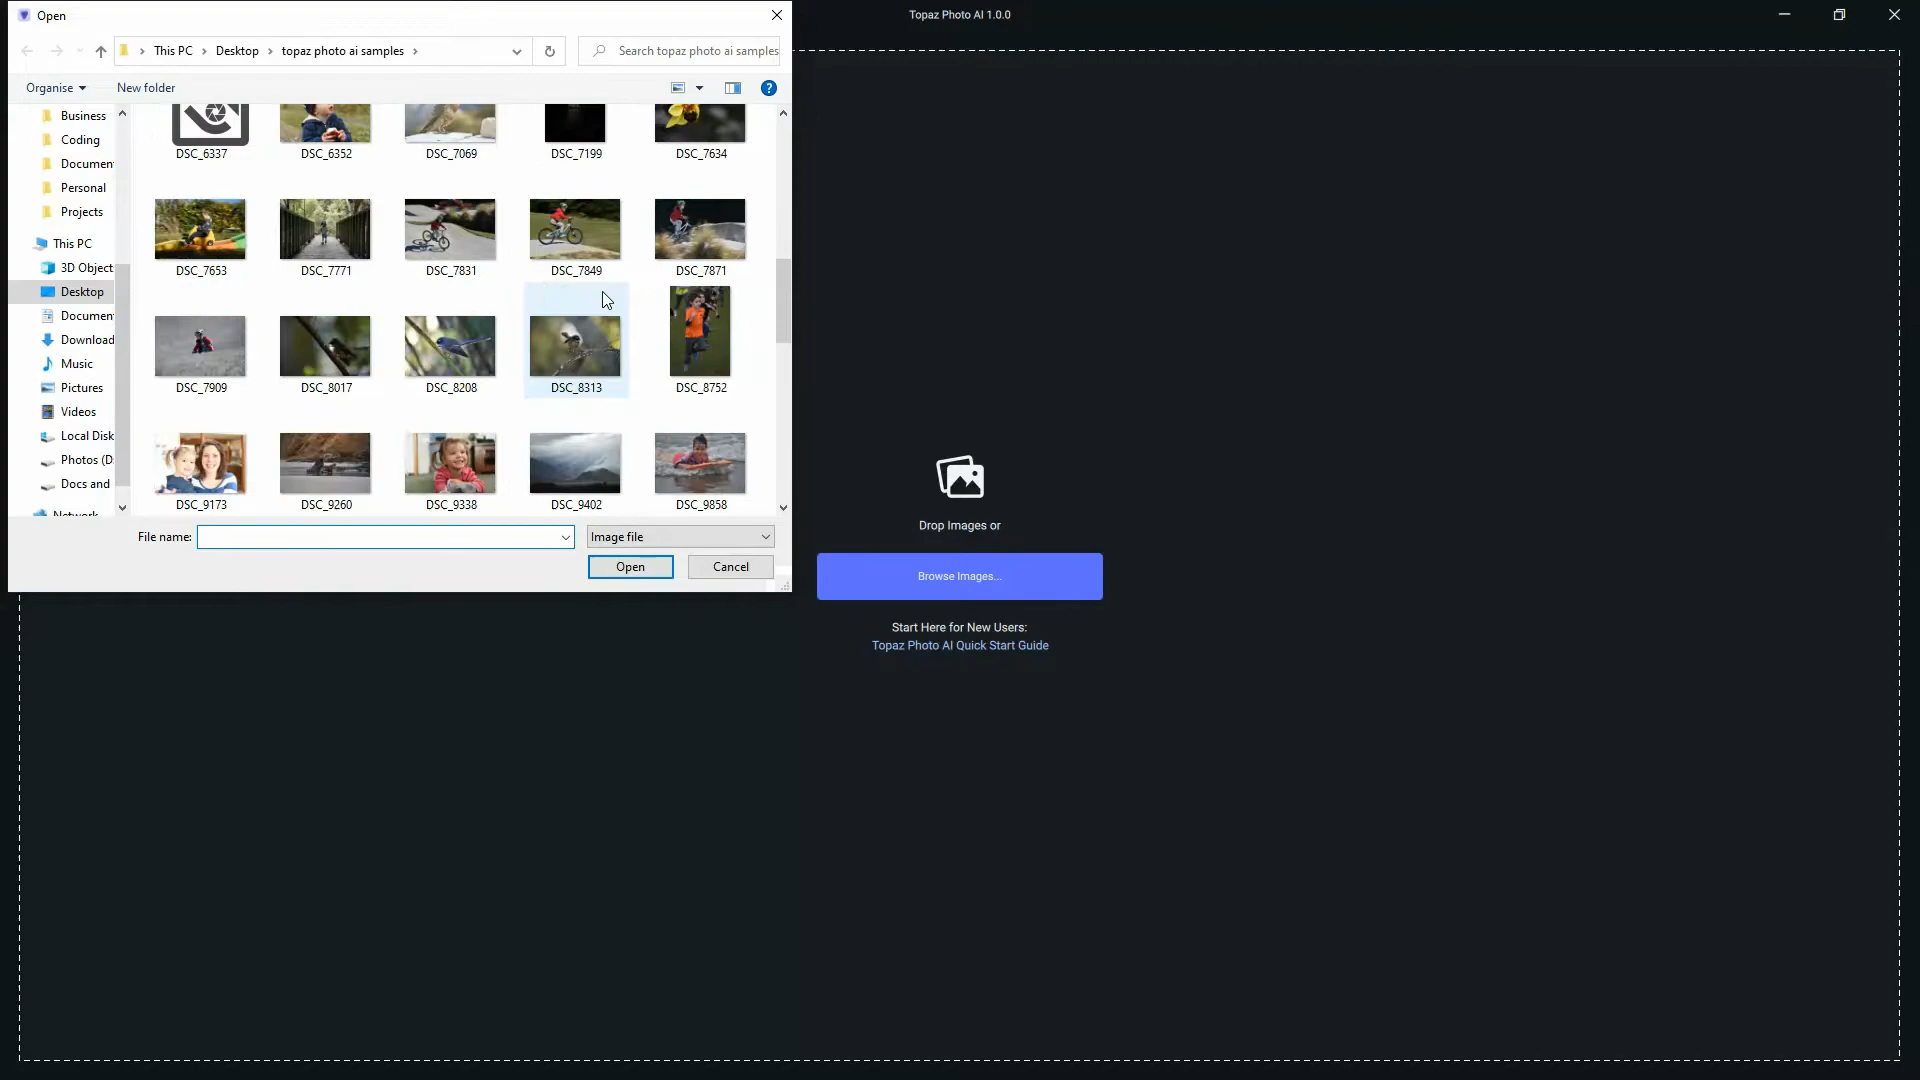 Open
Topaz Photo AI 1.0.0
This PC
Desktop
topaz photo ai samples
Search topaz photo ai samples
Organise
New folder
Business
Coding
Documen
Personal
Projects
This PC
3D Object
Desktop
Documen
Download
Music
Pictures
Videos
Local Disk
Photos (D:
Docs and
Network
DSC_6337
DSC_6352
DSC_7069
DSC_7199
DSC_7634
DSC_7653
DSC_7771
DSC_7831
DSC_7849
DSC_7871
DSC_7909
DSC_8017
DSC_8208
DSC_8313
DSC_8752
DSC_9173
DSC_9260
DSC_9338
DSC_9402
DSC_9858
File name:
Image file
Open
Cancel
Drop Images or
Browse Images...
Start Here for New Users:
Topaz Photo AI Quick Start Guide